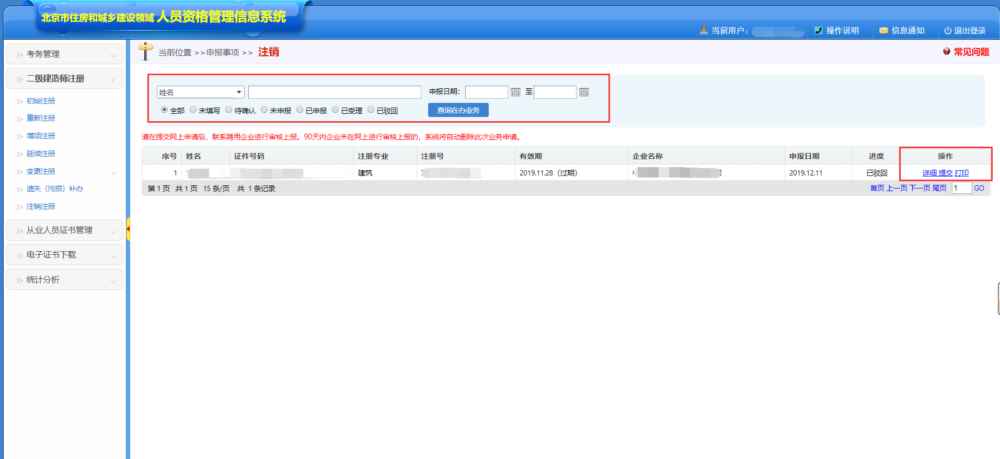 北京市住房和城乡建设领域 人员资格管理信息系统
当前用户： 操作说明 信息通知 退出登录
考务管理
二级建造师注册
初始注册
重新注册
增项注册
延续注册
变更注册
遗失（污损）补办
注销注册
从业人员证书管理
电子证书下载
统计分析
当前位置 >>申报事项 >> 注销
常见问题
姓名 申报日期： 至
全部 未填写 待确认 未申报 已申报 已受理 已驳回 查询在办业务
请在提交网上申请后，联系聘用企业进行审核上报。90天内企业未在网上进行审核上报的，系统将自动删除此次业务申请。
序号 姓名 证件号码 注册专业 注册号 有效期 企业名称 申报日期 进度 操作
1 建筑 2019.11.28（过期） 2019.12.11 已驳回 详细 提交 打印
第 1 页 共 1 页 15 条/页 共 1 条记录 首页 上一页 下一页 尾页 1 GO